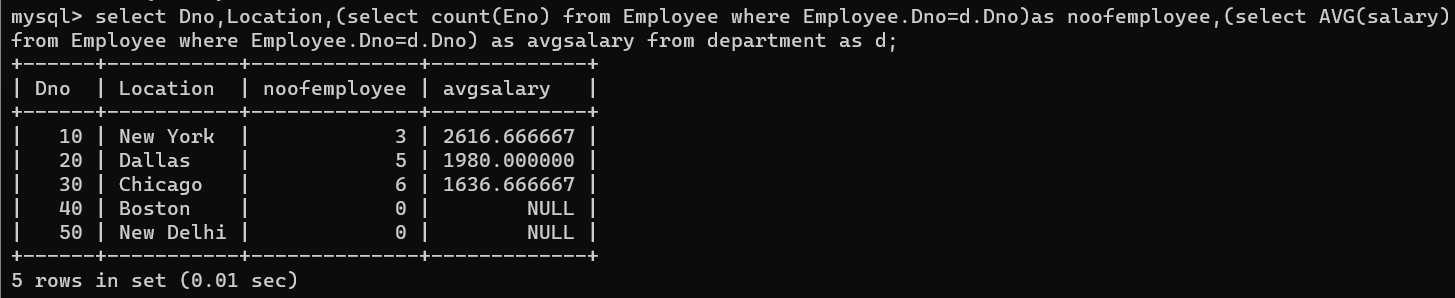 mysql> select Dno,Location,(select count(Eno) from Employee where Employee.Dno=d.Dno)as noofemployee,(select AVG(salary)
from Employee where Employee.Dno=d.Dno) as avgsalary from department as d;
+------+-----------+--------------+-------------+
| Dno  | Location  | noofemployee | avgsalary   |
+------+-----------+--------------+-------------+
|   10 | New York  |            3 | 2616.666667 |
|   20 | Dallas    |            5 | 1980.000000 |
|   30 | Chicago   |            6 | 1636.666667 |
|   40 | Boston    |            0 |        NULL |
|   50 | New Delhi |            0 |        NULL |
+------+-----------+--------------+-------------+
5 rows in set (0.01 sec)